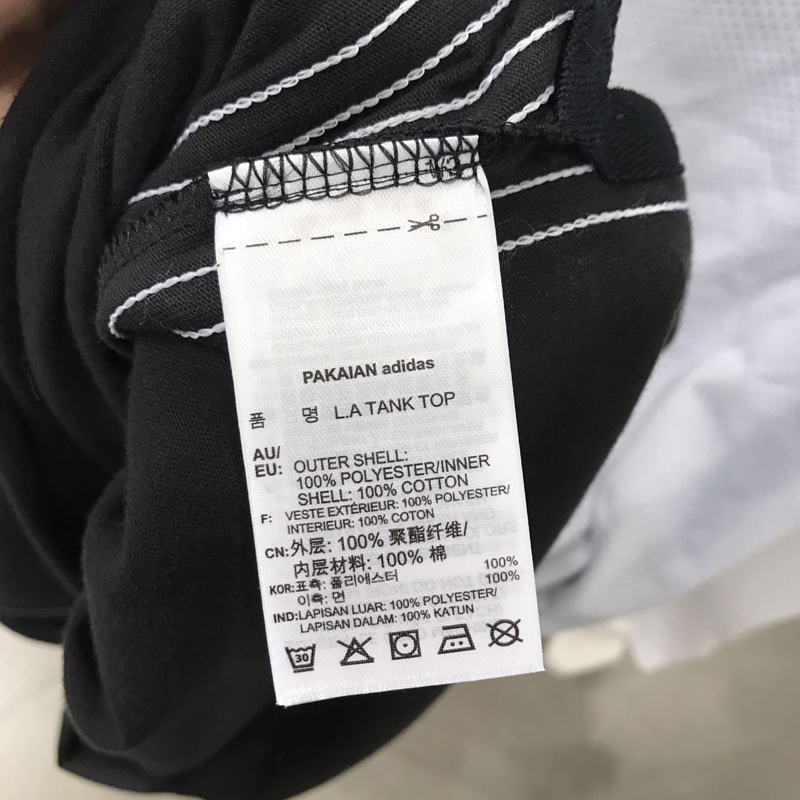 PAKAIAN adidas
품 명 L.A TANK TOP
AU/
EU: OUTER SHELL:
100% POLYESTER/INNER
SHELL: 100% COTTON
F: VESTE EXTÉRIEUR: 100% POLYESTER/
INTERIEUR: 100% COTON
CN:外层: 100% 聚酯纤维/
内层材料: 100% 棉
KOR:표측: 폴리에스터 100%
이측: 면 100%
IND:LAPISAN LUAR: 100% POLYESTER/
LAPISAN DALAM: 100% KATUN
30